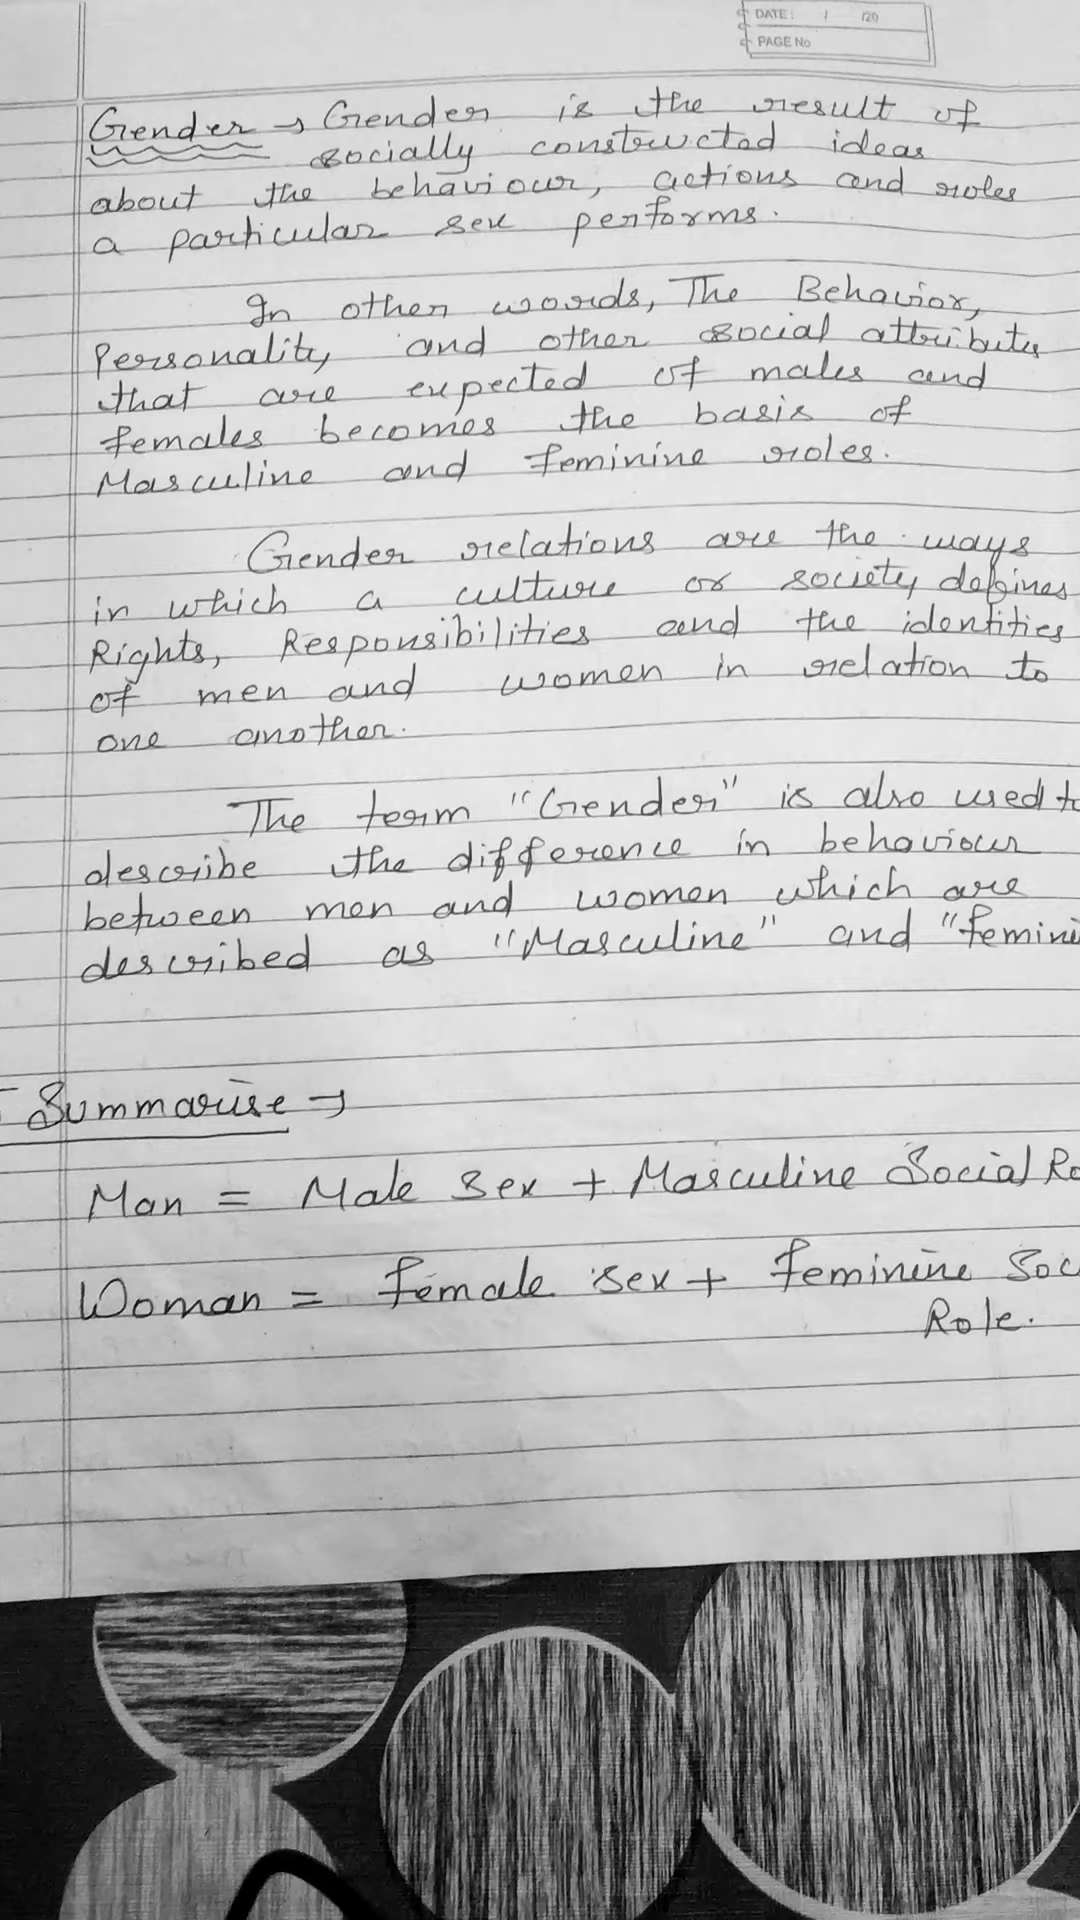 DATE: / /20
PAGE No
Gender → Gender is the result of
socially constructed ideas
about the behaviour, actions and roles
a particular sex performs.
In other words, The Behavior,
Personality and other social attributes
that are expected of males and
females becomes the basis of
Masculine and feminine roles.
Gender relations are the ways
in which a culture or society defines
Rights, Responsibilities and the identities
of men and women in relation to
one another.
The term "Gender" is also used to
describe the difference in behaviour
between men and women which are
described as "Masculine" and "femini
Summarise →
Man = Male Sex + Masculine Social Ro
Woman = female sex + feminine Soc
Role.